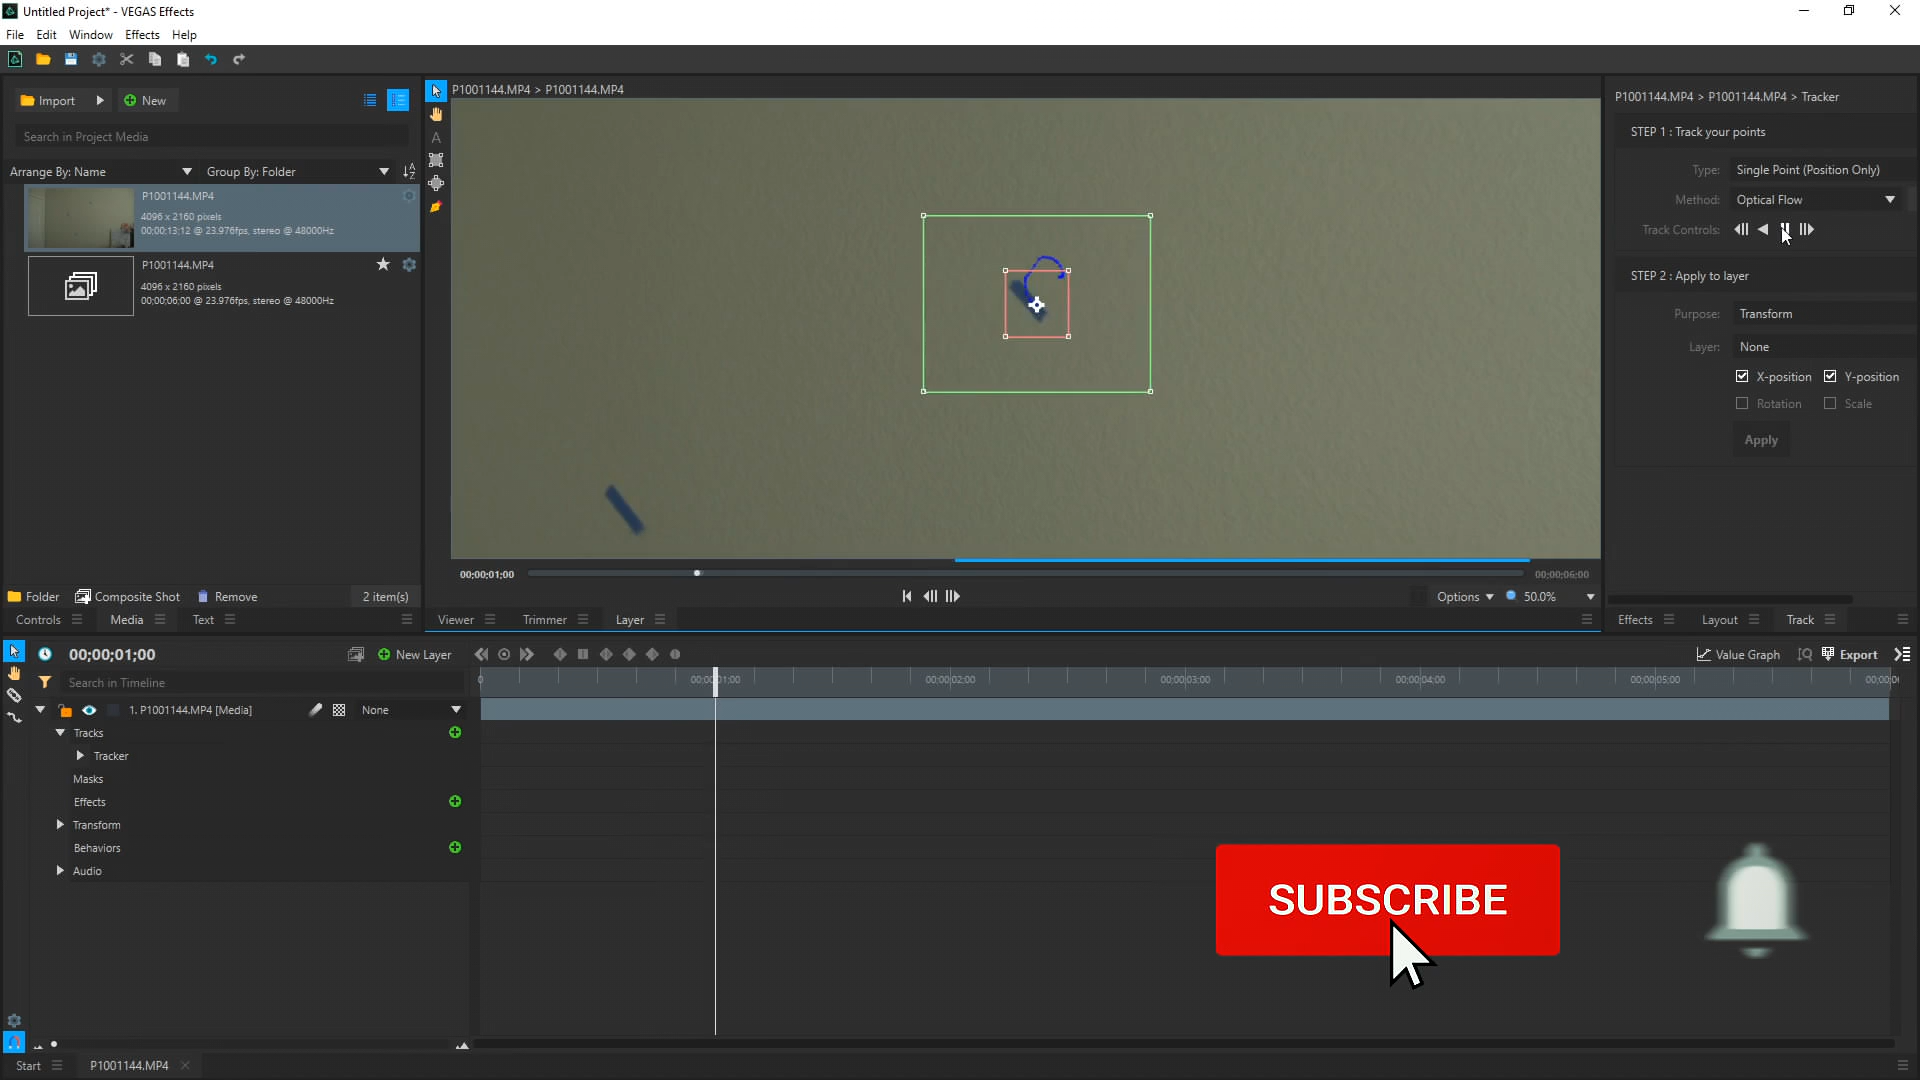 Untitled Project* - VEGAS Effects
File Edit Window Effects Help
Import New
Search in Project Media
Arrange By: Name Group By: Folder
P1001144.MP4
4096 x 2160 pixels
00:00:13;12 @ 23.976fps, stereo @ 48000Hz
P1001144.MP4
00;00;06;00 @ 23.976fps, stereo @ 48000Hz
Folder Composite Shot Remove 2 item(s)
Controls Media Text
P1001144.MP4 > P1001144.MP4
00;00;01;00 00;00;06;00
Options 50.0%
Viewer Trimmer Layer
P1001144.MP4 > P1001144.MP4 > Tracker
STEP 1 : Track your points
Type: Single Point (Position Only)
Method: Optical Flow
Track Controls:
STEP 2 : Apply to layer
Purpose: Transform
Layer: None
X-position Y-position
Rotation Scale
Apply
Effects Layout Track
00;00;01;00 New Layer Value Graph Export
Search in Timeline
0 00;00;01;00 00;00;02;00 00;00;03;00 00;00;04;00 00;00;05;00
1. P1001144.MP4 [Media] None
Tracks
Tracker
Masks
Effects
Transform
Behaviors
Audio
SUBSCRIBE
Start P1001144.MP4